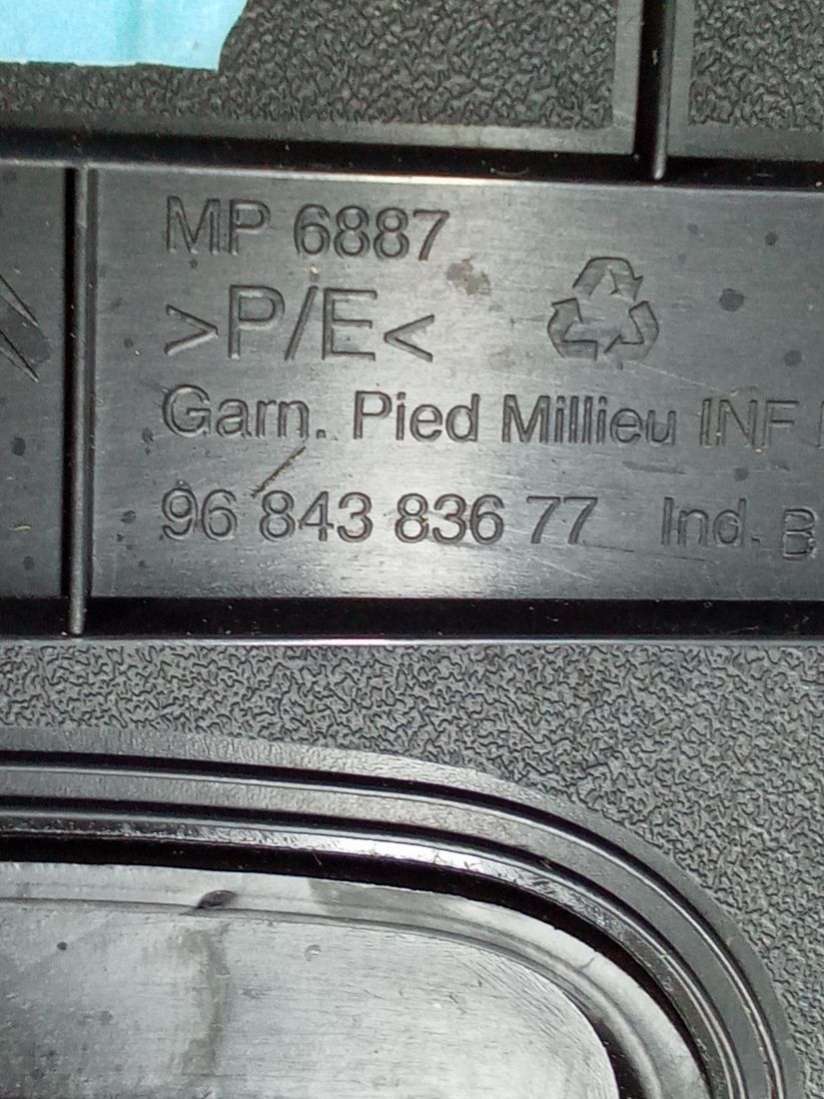 MP 6887
>P/E<
Garn. Pied Millieu INF
96 843 836 77 Ind. B